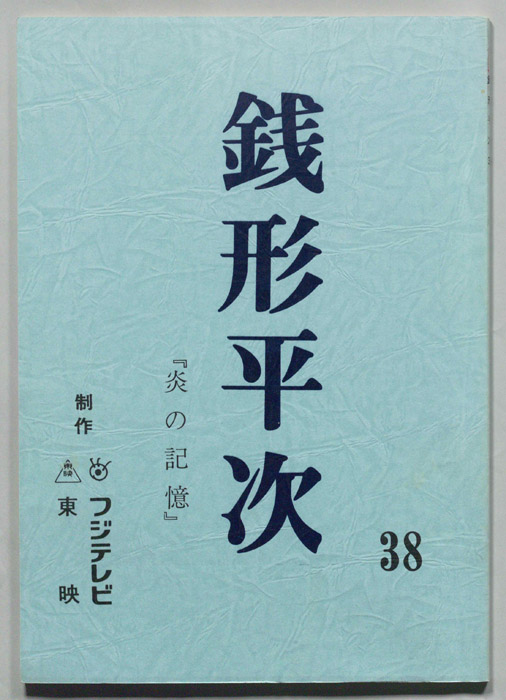 銭形平次
『炎の記憶』
38
制作
フジテレビ
東映